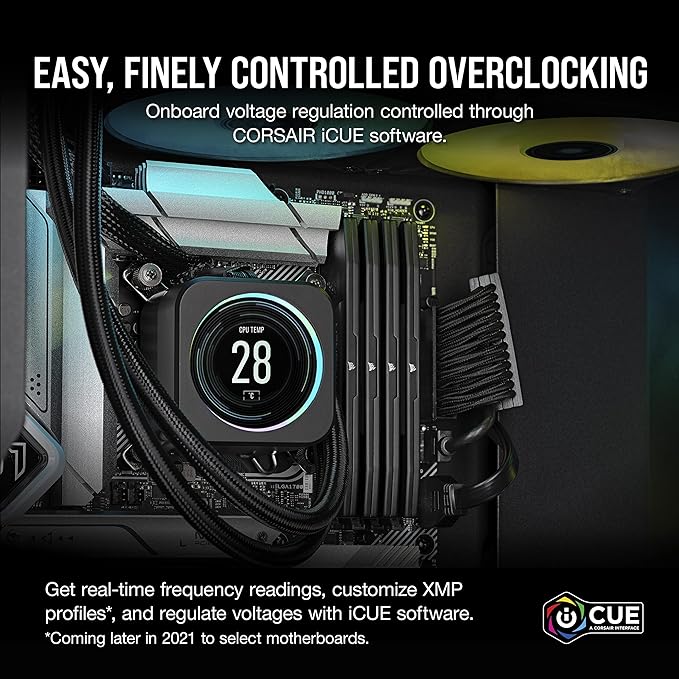 EASY, FINELY CONTROLLED OVERCLOCKING
Onboard voltage regulation controlled through
CORSAIR iCUE software.
CPU TEMP
28
°C
LGA1700
Get real-time frequency readings, customize XMP
profiles*, and regulate voltages with iCUE software.
*Coming later in 2021 to select motherboards.
iCUE
A CORSAIR INTERFACE